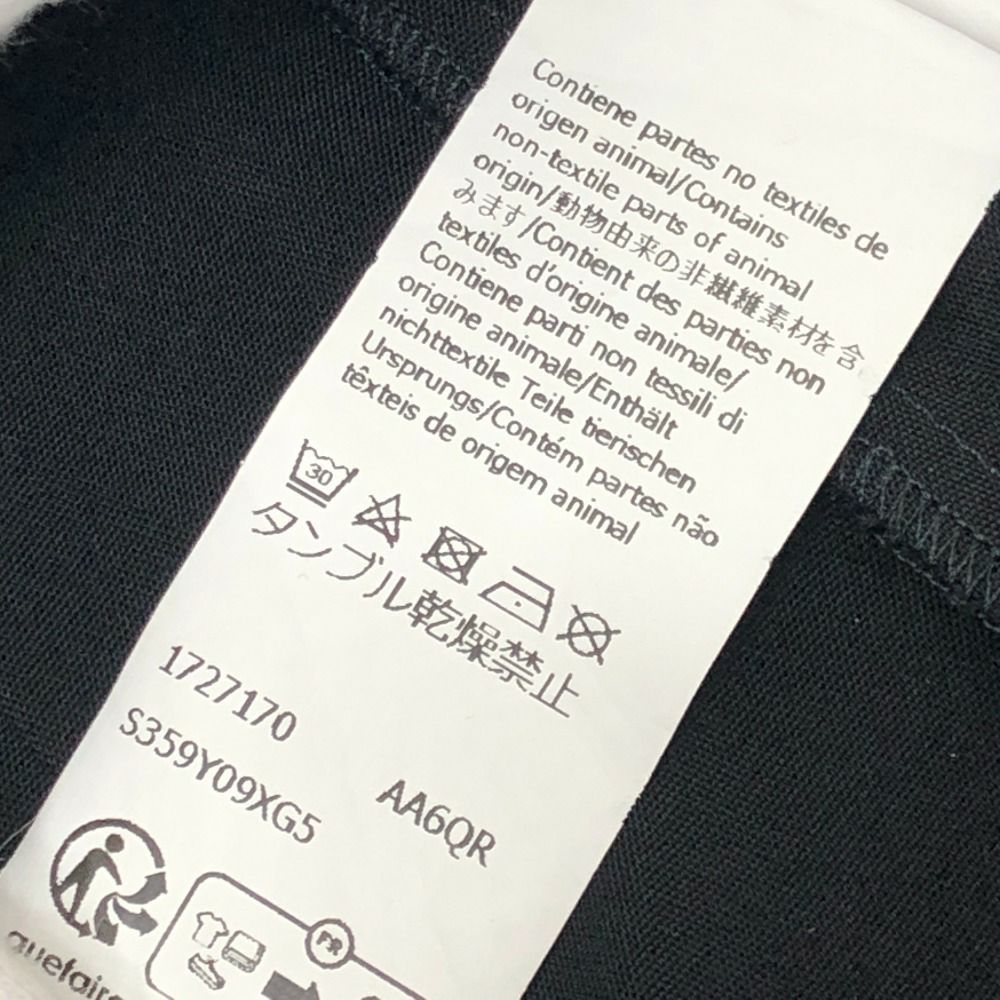 Contiene partes no textiles de
origen animal/Contains
non-textile parts of animal
origin/動物由来の非繊維素材を含
みます/Contient des parties non
textiles d'origine animale/
Contiene parti non tessili di
origine animale/Enthält
nichttextile Teile tierischen
Ursprungs/Contém partes não
têxteis de origem animal
30
タンブル乾燥禁止
1727170
S359Y09XG5 AA6QR
FR
quefaire